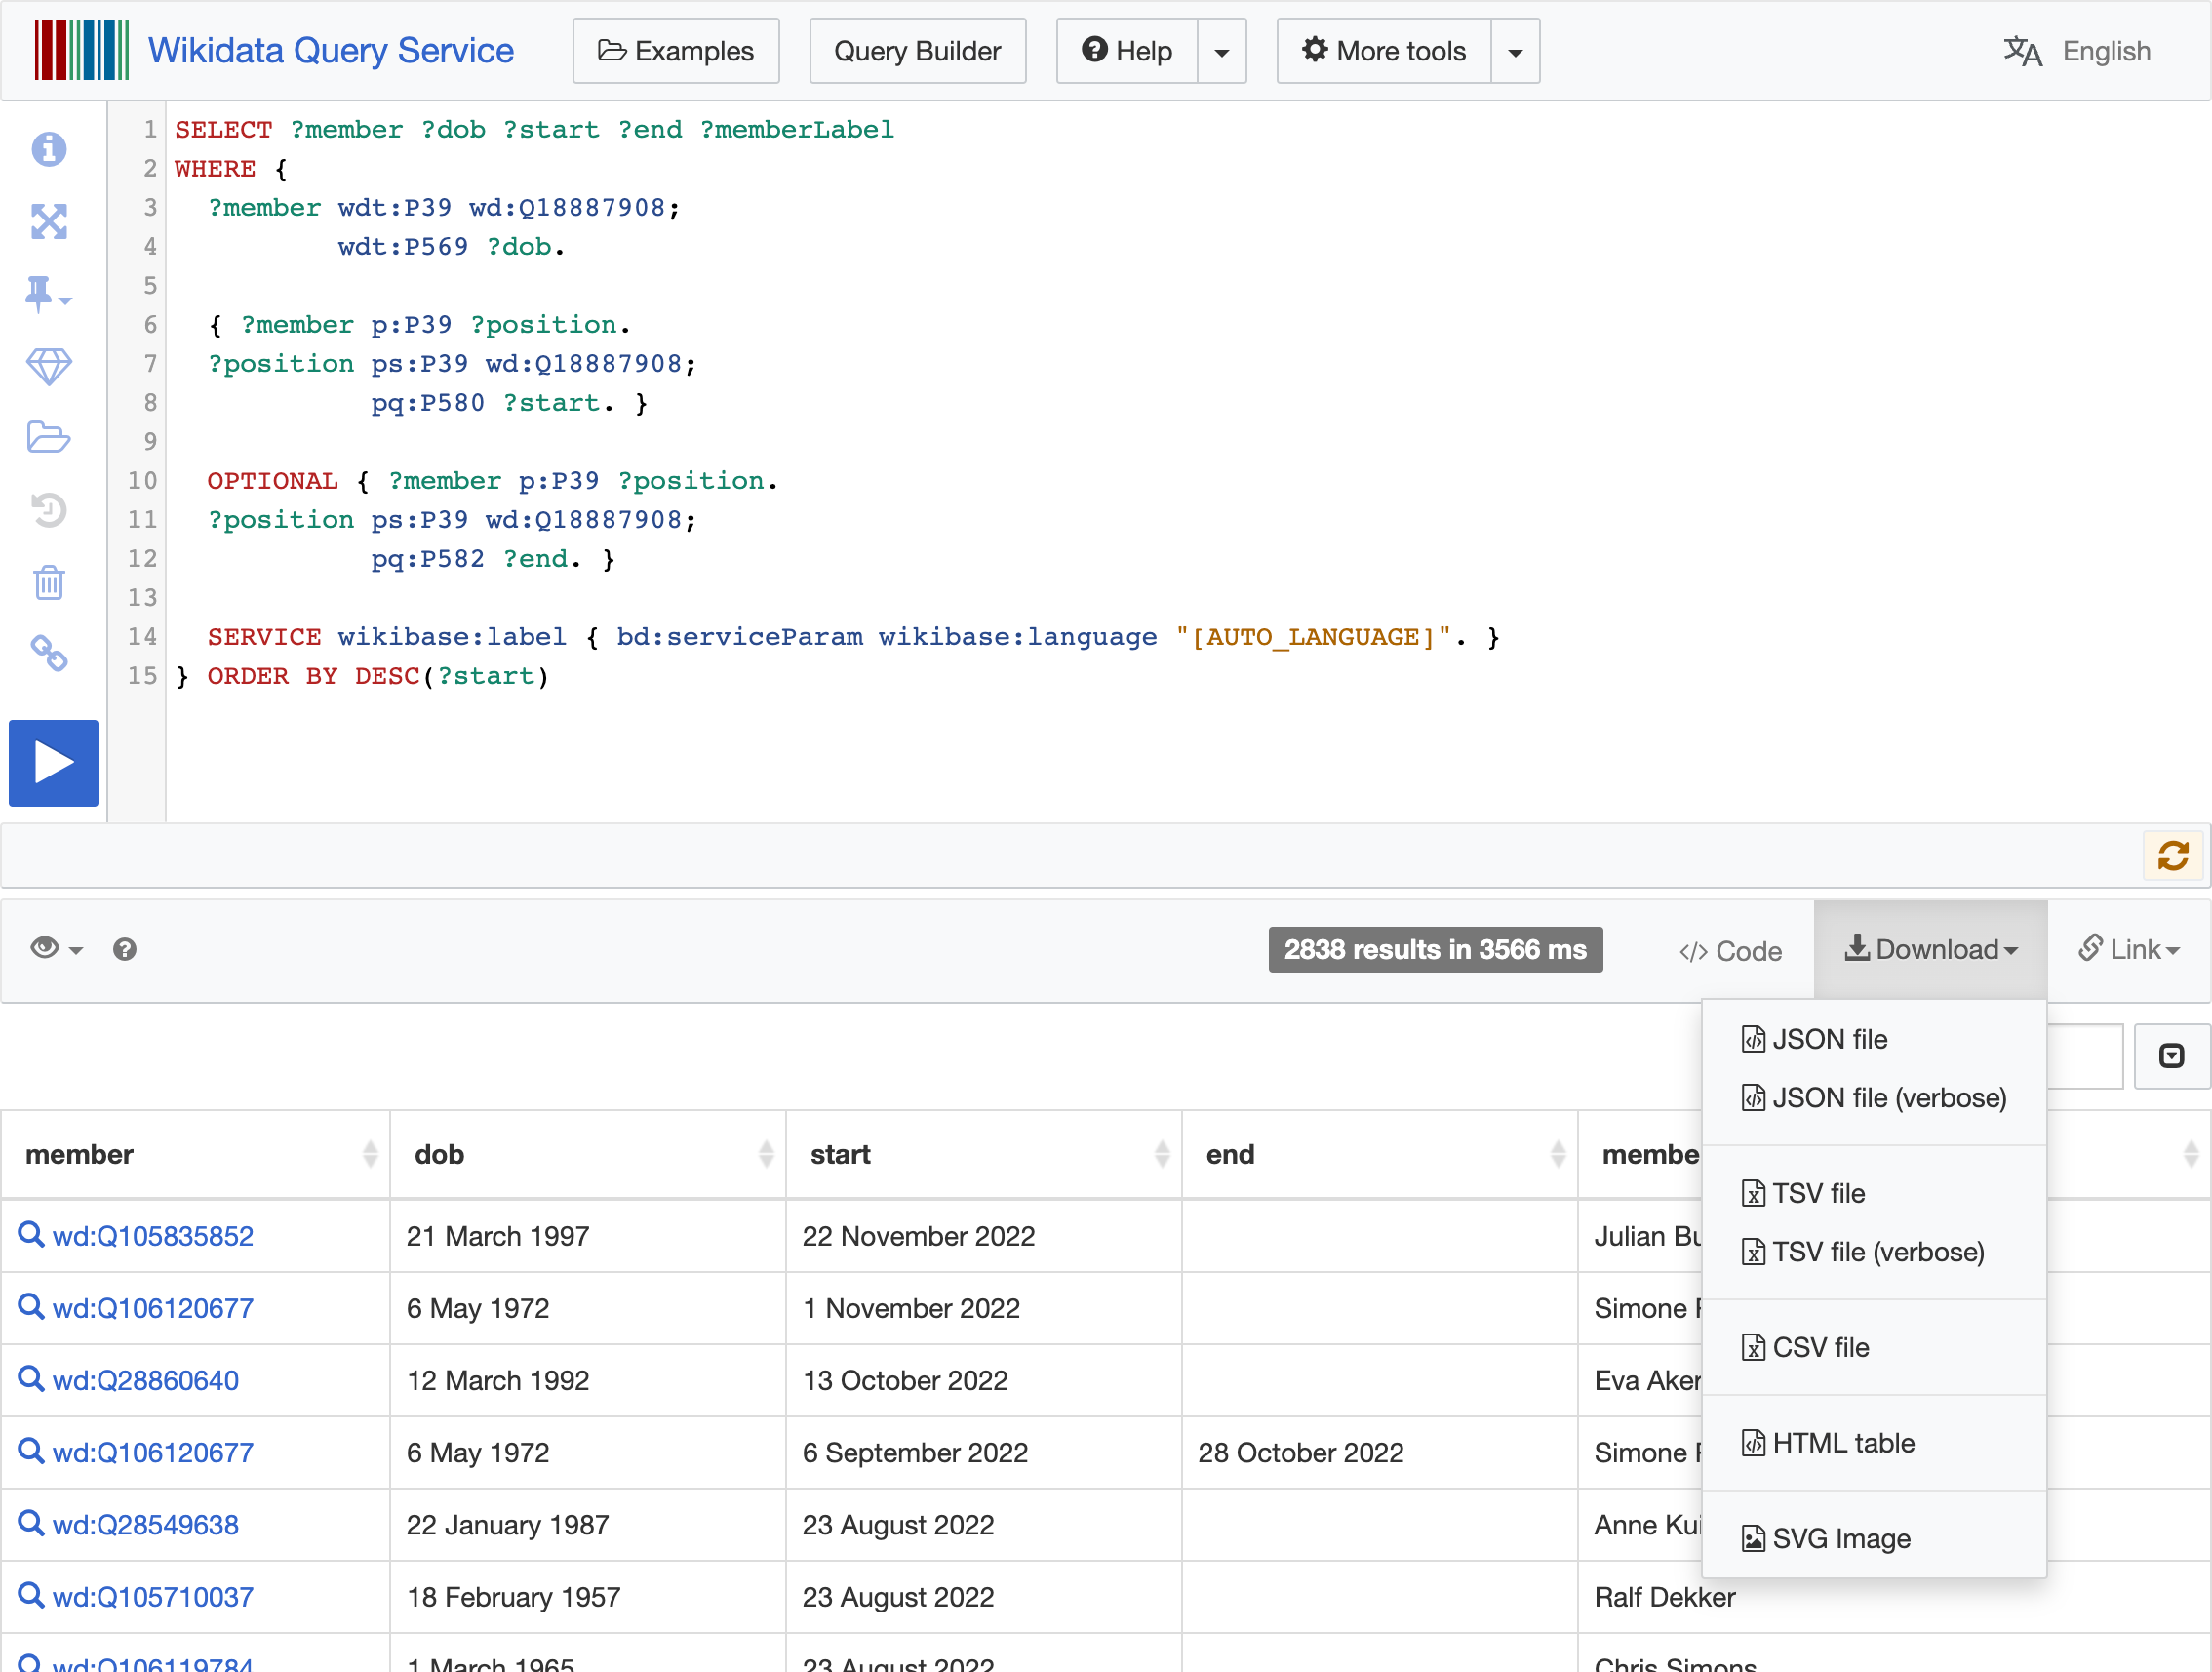 Wikidata Query Service Examples Query Builder Help More tools English
1 SELECT ?member ?dob ?start ?end ?memberLabel
2 WHERE {
3 ?member wdt:P39 wd:Q18887908;
4 wdt:P569 ?dob.
5
6 { ?member p:P39 ?position.
7 ?position ps:P39 wd:Q18887908;
8 pq:P580 ?start. }
9
10 OPTIONAL { ?member p:P39 ?position.
11 ?position ps:P39 wd:Q18887908;
12 pq:P582 ?end. }
13
14 SERVICE wikibase:label { bd:serviceParam wikibase:language "[AUTO_LANGUAGE]". }
15 } ORDER BY DESC(?start)
2838 results in 3566 ms </> Code Download Link
JSON file
JSON file (verbose)
TSV file
TSV file (verbose)
CSV file
HTML table
SVG Image
member dob start end membe
wd:Q105835852 21 March 1997 22 November 2022 Julian
wd:Q106120677 6 May 1972 1 November 2022 Simone
wd:Q28860640 12 March 1992 13 October 2022 Eva
wd:Q106120677 6 May 1972 6 September 2022 28 October 2022 Simone
wd:Q28549638 22 January 1987 23 August 2022 Anne
wd:Q105710037 18 February 1957 23 August 2022 Ralf Dekker
wd:Q106119784 1 March 1965 23 August 2022 Chris Simons